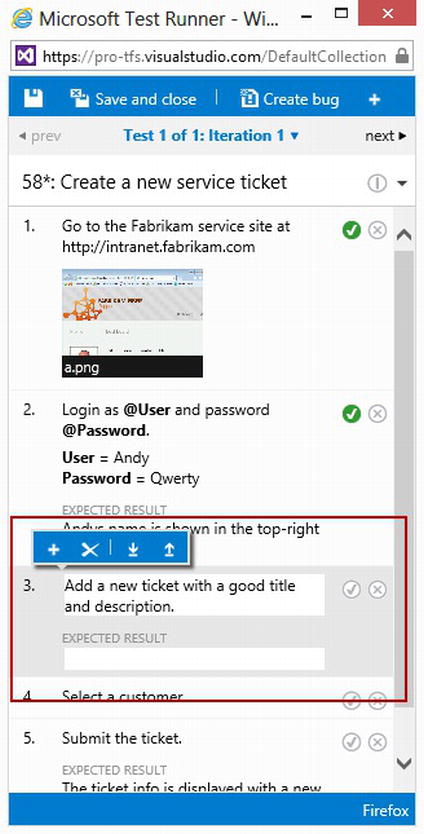 Microsoft Test Runner - Wi...
https://pro-tfs.visualstudio.com/DefaultCollection
Save and close
Create bug
prev
Test 1 of 1: Iteration 1
next
58*: Create a new service ticket
1. Go to the Fabrikam service site at
http://intranet.fabrikam.com
a.png
2. Login as @User and password
@Password.
User = Andy
Password = Qwerty
EXPECTED RESULT
Andys name is shown in the top-right
3. Add a new ticket with a good title
and description.
EXPECTED RESULT
4. Select a customer
5. Submit the ticket.
EXPECTED RESULT
The ticket info is displayed with a new
Firefox